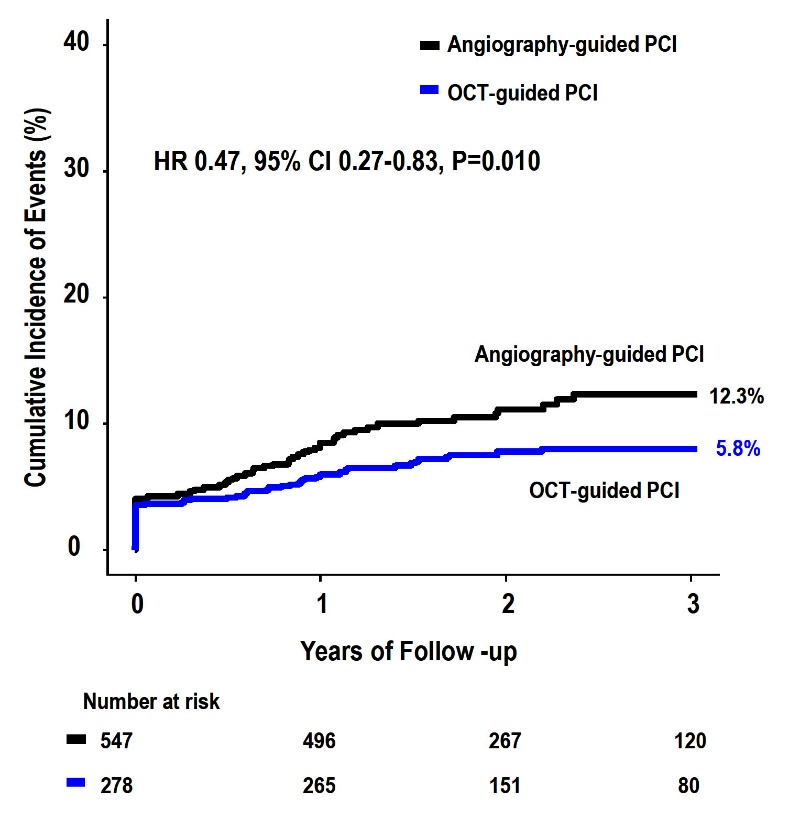 40
Angiography-guided PCI
OCT-guided PCI
HR 0.47, 95% CI 0.27-0.83, P=0.010
30
20
10
0
Cumulative Incidence of Events (%)
Angiography-guided PCI
12.3%
5.8%
OCT-guided PCI
0 1 2 3
Years of Follow -up
Number at risk
547 496 267 120
278 265 151 80